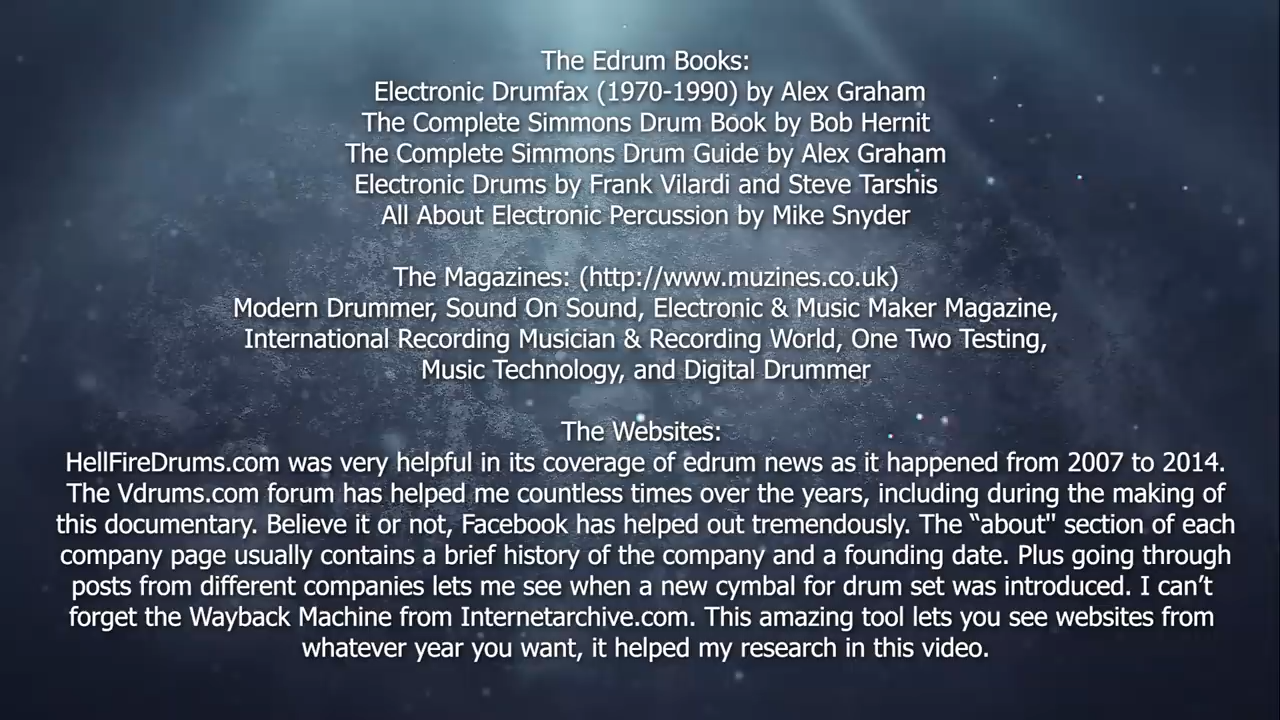 The Edrum Books:
Electronic Drumfax (1970-1990) by Alex Graham
The Complete Simmons Drum Book by Bob Hernit
The Complete Simmons Drum Guide by Alex Graham
Electronic Drums by Frank Vilardi and Steve Tarshis
All About Electronic Percussion by Mike Snyder
The Magazines: (http://www.muzines.co.uk)
Modern Drummer, Sound On Sound, Electronic & Music Maker Magazine,
International Recording Musician & Recording World, One Two Testing,
Music Technology, and Digital Drummer
The Websites:
HellFireDrums.com was very helpful in its coverage of edrum news as it happened from 2007 to 2014.
The Vdrums.com forum has helped me countless times over the years, including during the making of
this documentary. Believe it or not, Facebook has helped out tremendously. The “about" section of each
company page usually contains a brief history of the company and a founding date. Plus going through
posts from different companies lets me see when a new cymbal for drum set was introduced. I can’t
forget the Wayback Machine from Internetarchive.com. This amazing tool lets you see websites from
whatever year you want, it helped my research in this video.